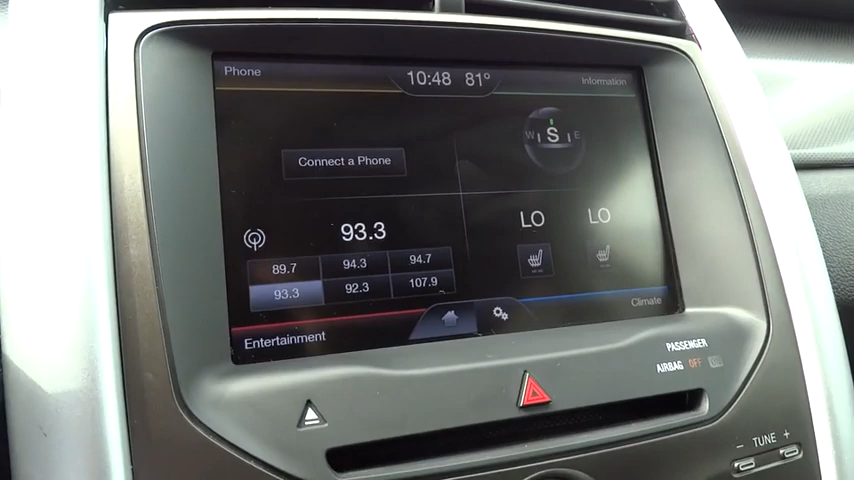 Phone
10:48 81°
Information
W S E
Connect a Phone
93.3
LO LO
89.7 94.3 94.7
93.3 92.3 107.9
Climate
Entertainment
PASSENGER
AIRBAG OFF
− TUNE +